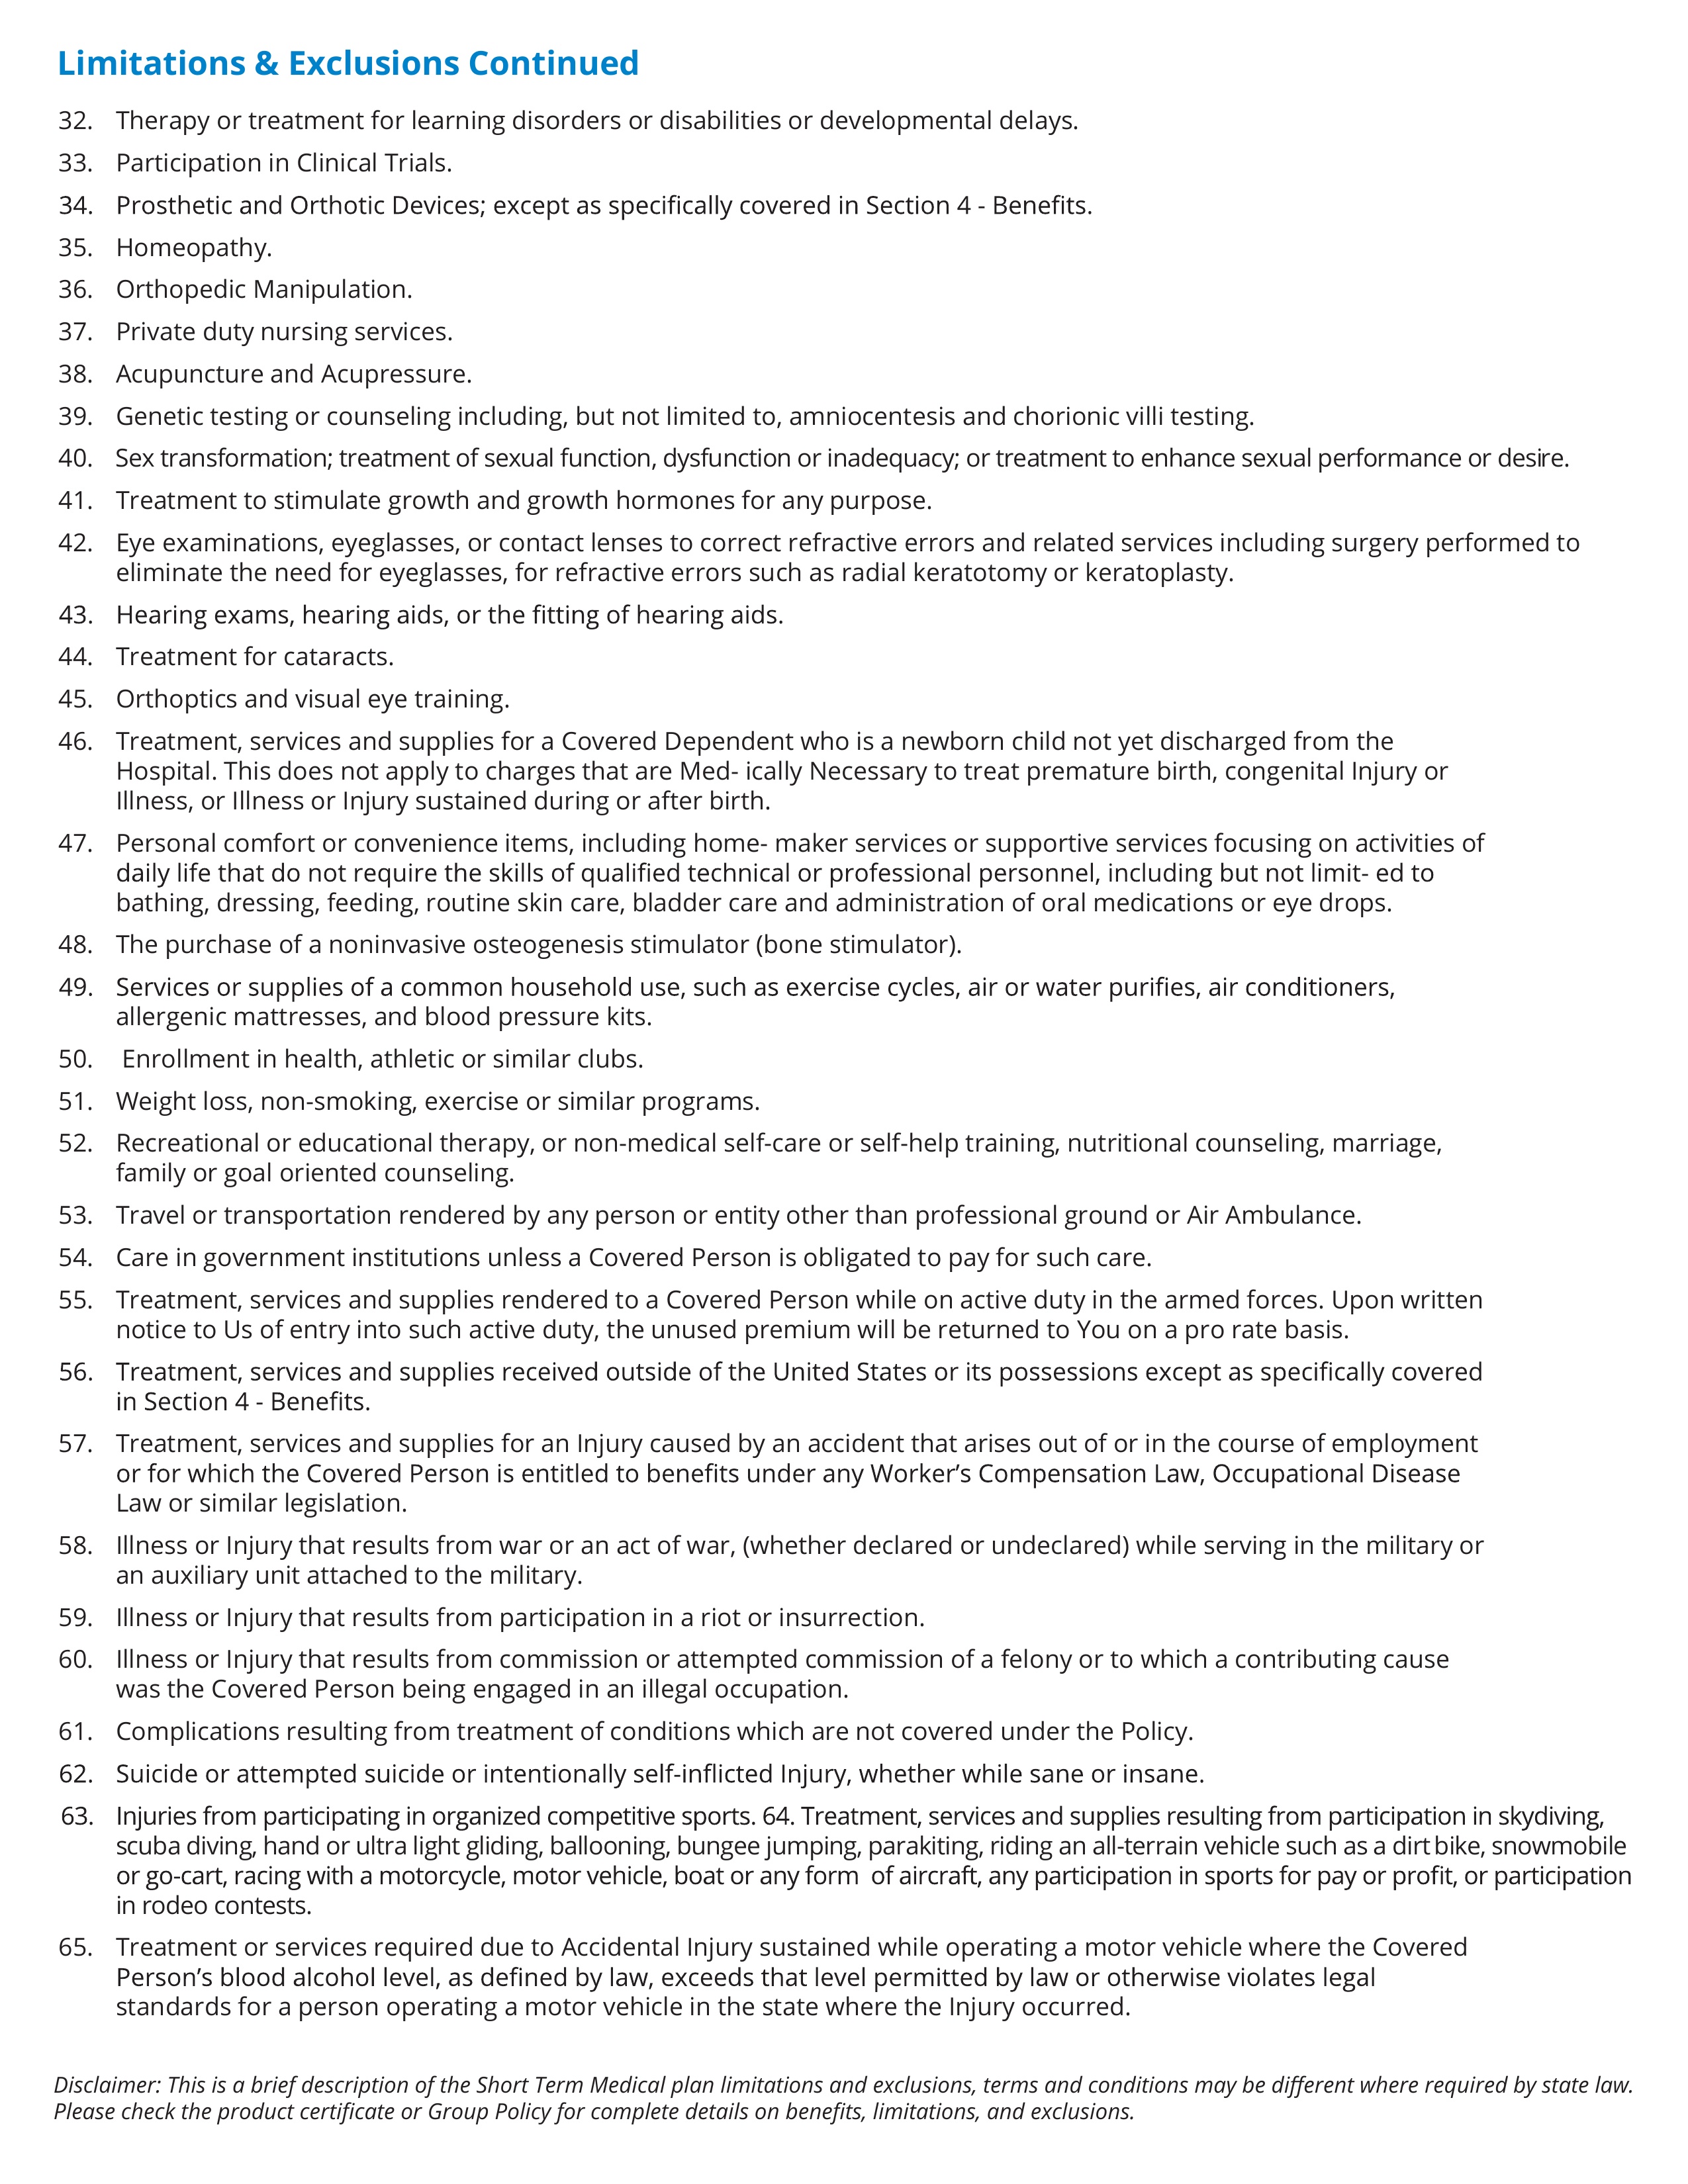 Limitations & Exclusions Continued
32. Therapy or treatment for learning disorders or disabilities or developmental delays.
33. Participation in Clinical Trials.
34. Prosthetic and Orthotic Devices; except as specifically covered in Section 4 - Benefits.
35. Homeopathy.
36. Orthopedic Manipulation.
37. Private duty nursing services.
38. Acupuncture and Acupressure.
39. Genetic testing or counseling including, but not limited to, amniocentesis and chorionic villi testing.
40. Sex transformation; treatment of sexual function, dysfunction or inadequacy; or treatment to enhance sexual performance or desire.
41. Treatment to stimulate growth and growth hormones for any purpose.
42. Eye examinations, eyeglasses, or contact lenses to correct refractive errors and related services including surgery performed to
eliminate the need for eyeglasses, for refractive errors such as radial keratotomy or keratoplasty.
43. Hearing exams, hearing aids, or the fitting of hearing aids.
44. Treatment for cataracts.
45. Orthoptics and visual eye training.
46. Treatment, services and supplies for a Covered Dependent who is a newborn child not yet discharged from the
Hospital. This does not apply to charges that are Med- ically Necessary to treat premature birth, congenital Injury or
Illness, or Illness or Injury sustained during or after birth.
47. Personal comfort or convenience items, including home- maker services or supportive services focusing on activities of
daily life that do not require the skills of qualified technical or professional personnel, including but not limit- ed to
bathing, dressing, feeding, routine skin care, bladder care and administration of oral medications or eye drops.
48. The purchase of a noninvasive osteogenesis stimulator (bone stimulator).
49. Services or supplies of a common household use, such as exercise cycles, air or water purifies, air conditioners,
allergenic mattresses, and blood pressure kits.
50. Enrollment in health, athletic or similar clubs.
51. Weight loss, non-smoking, exercise or similar programs.
52. Recreational or educational therapy, or non-medical self-care or self-help training, nutritional counseling, marriage,
family or goal oriented counseling.
53. Travel or transportation rendered by any person or entity other than professional ground or Air Ambulance.
54. Care in government institutions unless a Covered Person is obligated to pay for such care.
55. Treatment, services and supplies rendered to a Covered Person while on active duty in the armed forces. Upon written
notice to Us of entry into such active duty, the unused premium will be returned to You on a pro rate basis.
56. Treatment, services and supplies received outside of the United States or its possessions except as specifically covered
in Section 4 - Benefits.
57. Treatment, services and supplies for an Injury caused by an accident that arises out of or in the course of employment
or for which the Covered Person is entitled to benefits under any Worker’s Compensation Law, Occupational Disease
Law or similar legislation.
58. Illness or Injury that results from war or an act of war, (whether declared or undeclared) while serving in the military or
an auxiliary unit attached to the military.
59. Illness or Injury that results from participation in a riot or insurrection.
60. Illness or Injury that results from commission or attempted commission of a felony or to which a contributing cause
was the Covered Person being engaged in an illegal occupation.
61. Complications resulting from treatment of conditions which are not covered under the Policy.
62. Suicide or attempted suicide or intentionally self-inflicted Injury, whether while sane or insane.
63. Injuries from participating in organized competitive sports. 64. Treatment, services and supplies resulting from participation in skydiving,
scuba diving, hand or ultra light gliding, ballooning, bungee jumping, parakiting, riding an all-terrain vehicle such as a dirt bike, snowmobile
or go-cart, racing with a motorcycle, motor vehicle, boat or any form of aircraft, any participation in sports for pay or profit, or participation
in rodeo contests.
65. Treatment or services required due to Accidental Injury sustained while operating a motor vehicle where the Covered
Person’s blood alcohol level, as defined by law, exceeds that level permitted by law or otherwise violates legal
standards for a person operating a motor vehicle in the state where the Injury occurred.
Disclaimer: This is a brief description of the Short Term Medical plan limitations and exclusions, terms and conditions may be different where required by state law.
Please check the product certificate or Group Policy for complete details on benefits, limitations, and exclusions.